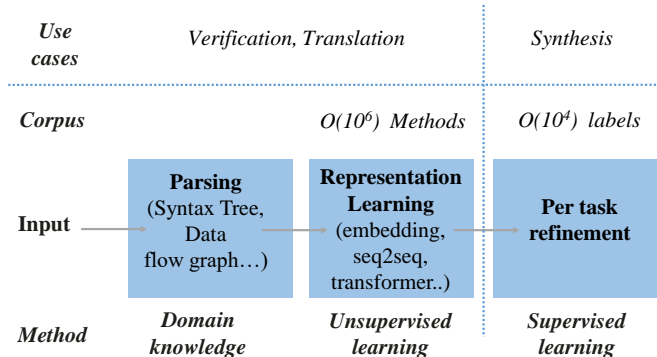 Use cases
Verification, Translation
Synthesis
Corpus
O(10⁶) Methods
O(10⁴) labels
Input
Parsing
(Syntax Tree,
Data
flow graph…)
Representation
Learning
(embedding,
seq2seq,
transformer..)
Per task
refinement
Method
Domain
knowledge
Unsupervised
learning
Supervised
learning